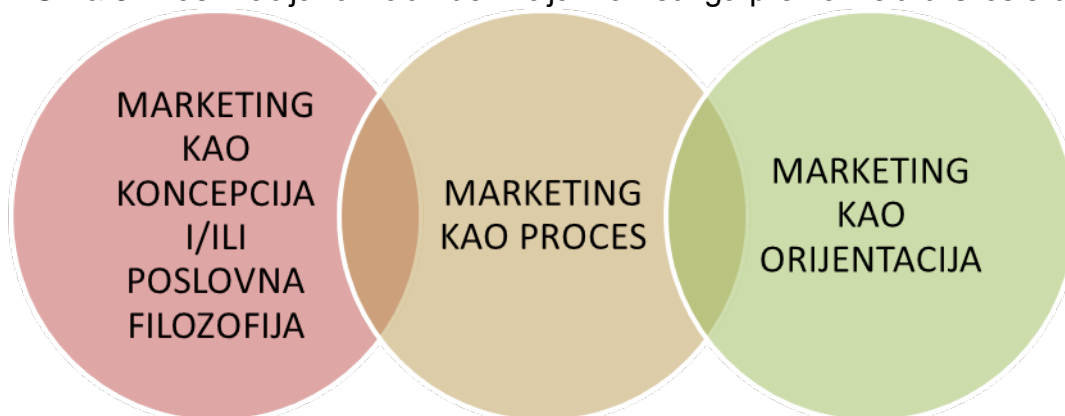 MARKETING
KAO
KONCEPCIJA
I/ILI
POSLOVNA
FILOZOFIJA
MARKETING
KAO PROCES
MARKETING
KAO
ORIJENTACIJA